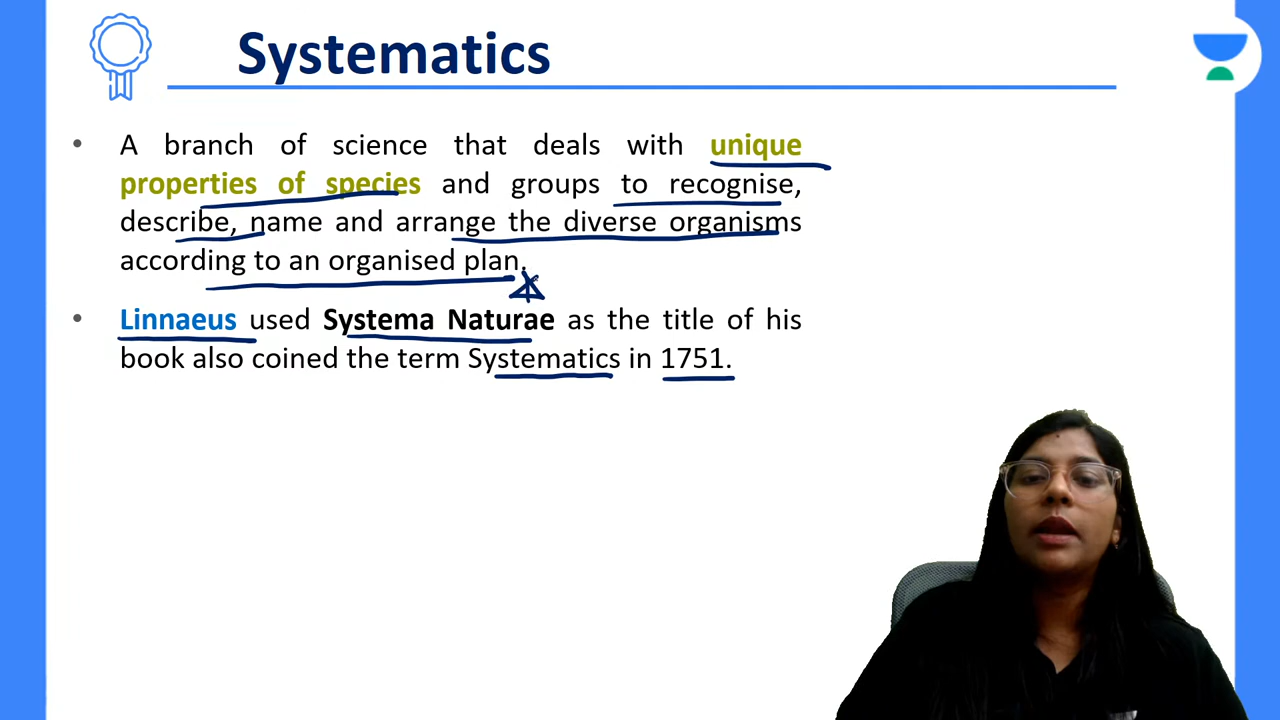 Systematics
• A branch of science that deals with unique
properties of species and groups to recognise,
describe, name and arrange the diverse organisms
according to an organised plan.
• Linnaeus used Systema Naturae as the title of his
book also coined the term Systematics in 1751.